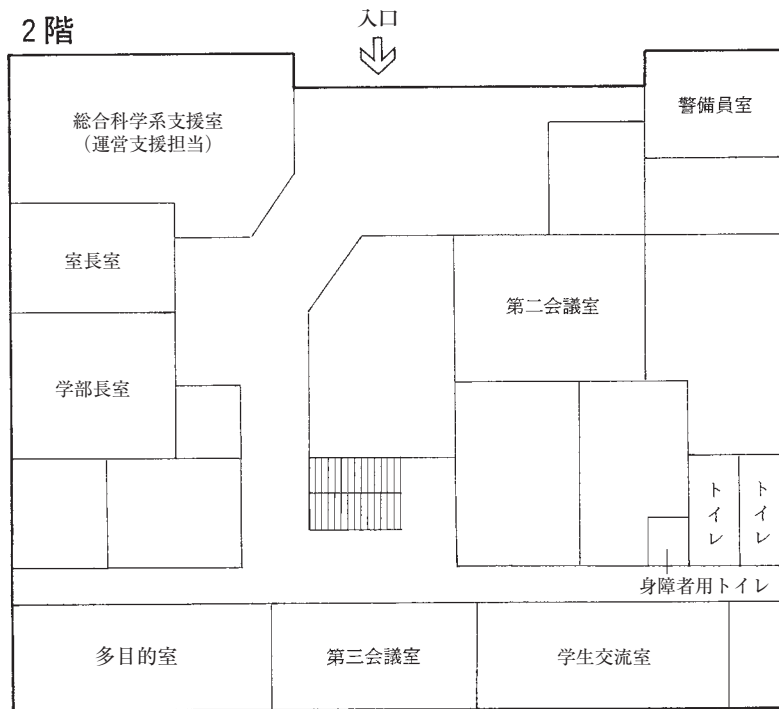 2階
入口
総合科学系支援室
（運営支援担当）
警備員室
室長室
第二会議室
学部長室
トイレ
トイレ
身障者用トイレ
多目的室
第三会議室
学生交流室